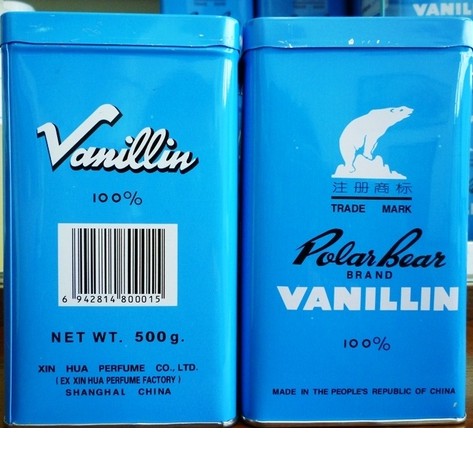 VANIL
Vanillin
100%
6 942814 800015
NET WT. 500g.
XIN HUA PERFUME CO., LTD.
( EX XIN HUA PERFUME FACTORY )
SHANGHAI CHINA
注册商标
TRADE MARK
Polar Bear
BRAND
VANILLIN
100%
MADE IN THE PEOPLE'S REPUBLIC OF CHINA